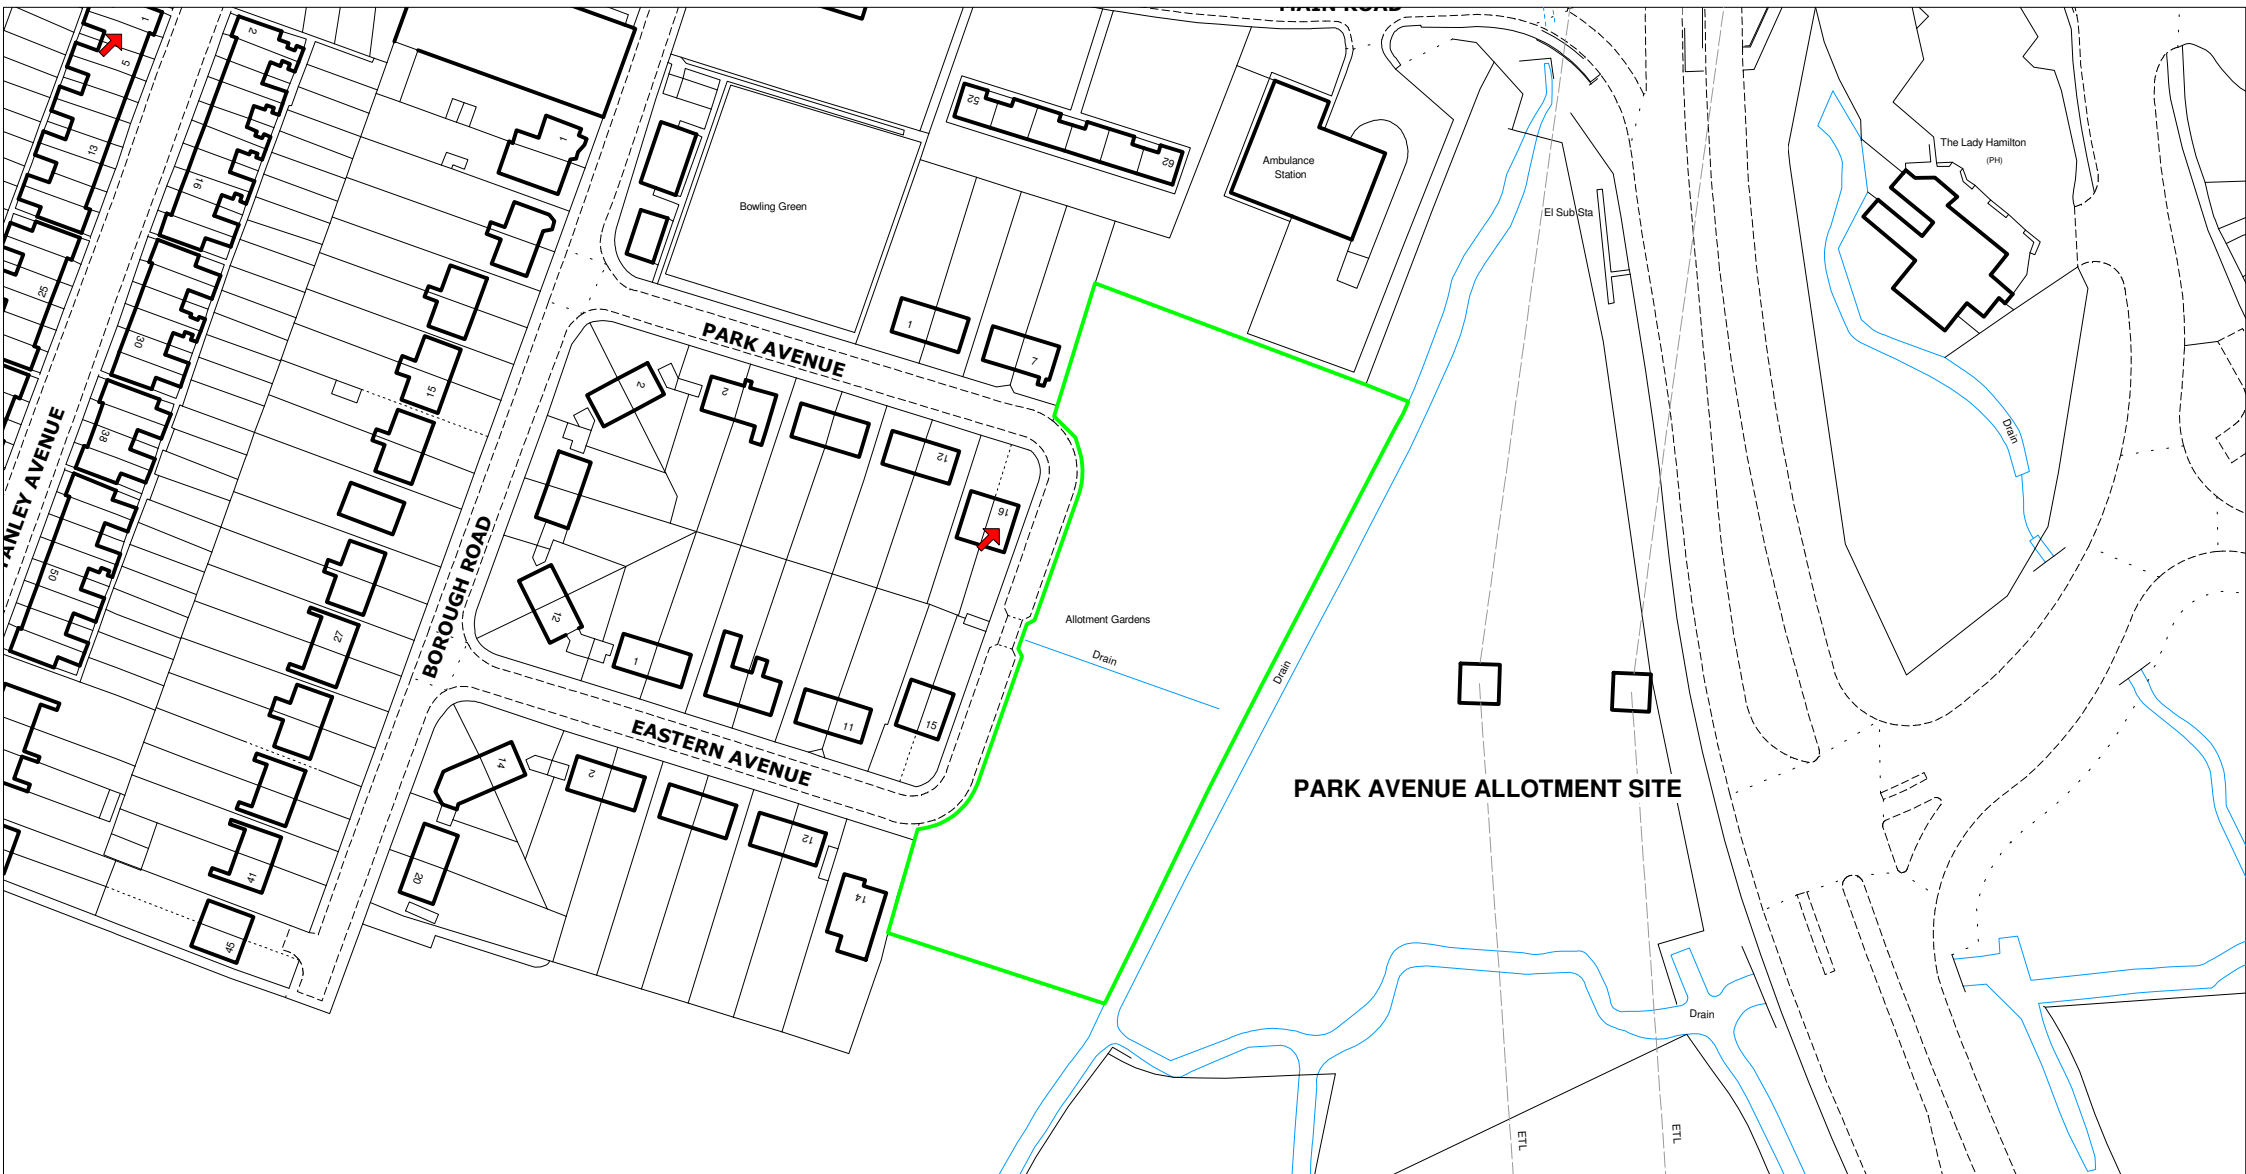 MAIN ROAD
1
5
13
25
2
16
30
38
50
1
15
27
41
45
Bowling Green
52
62
Ambulance
Station
El Sub Sta
The Lady Hamilton
(PH)
Drain
PARK AVENUE
1
7
2
2
12
16
12
1
11
15
BOROUGH ROAD
ANLEY AVENUE
EASTERN AVENUE
14
2
12
14
20
Allotment Gardens
Drain
Drain
PARK AVENUE ALLOTMENT SITE
Drain
ETL
ETL